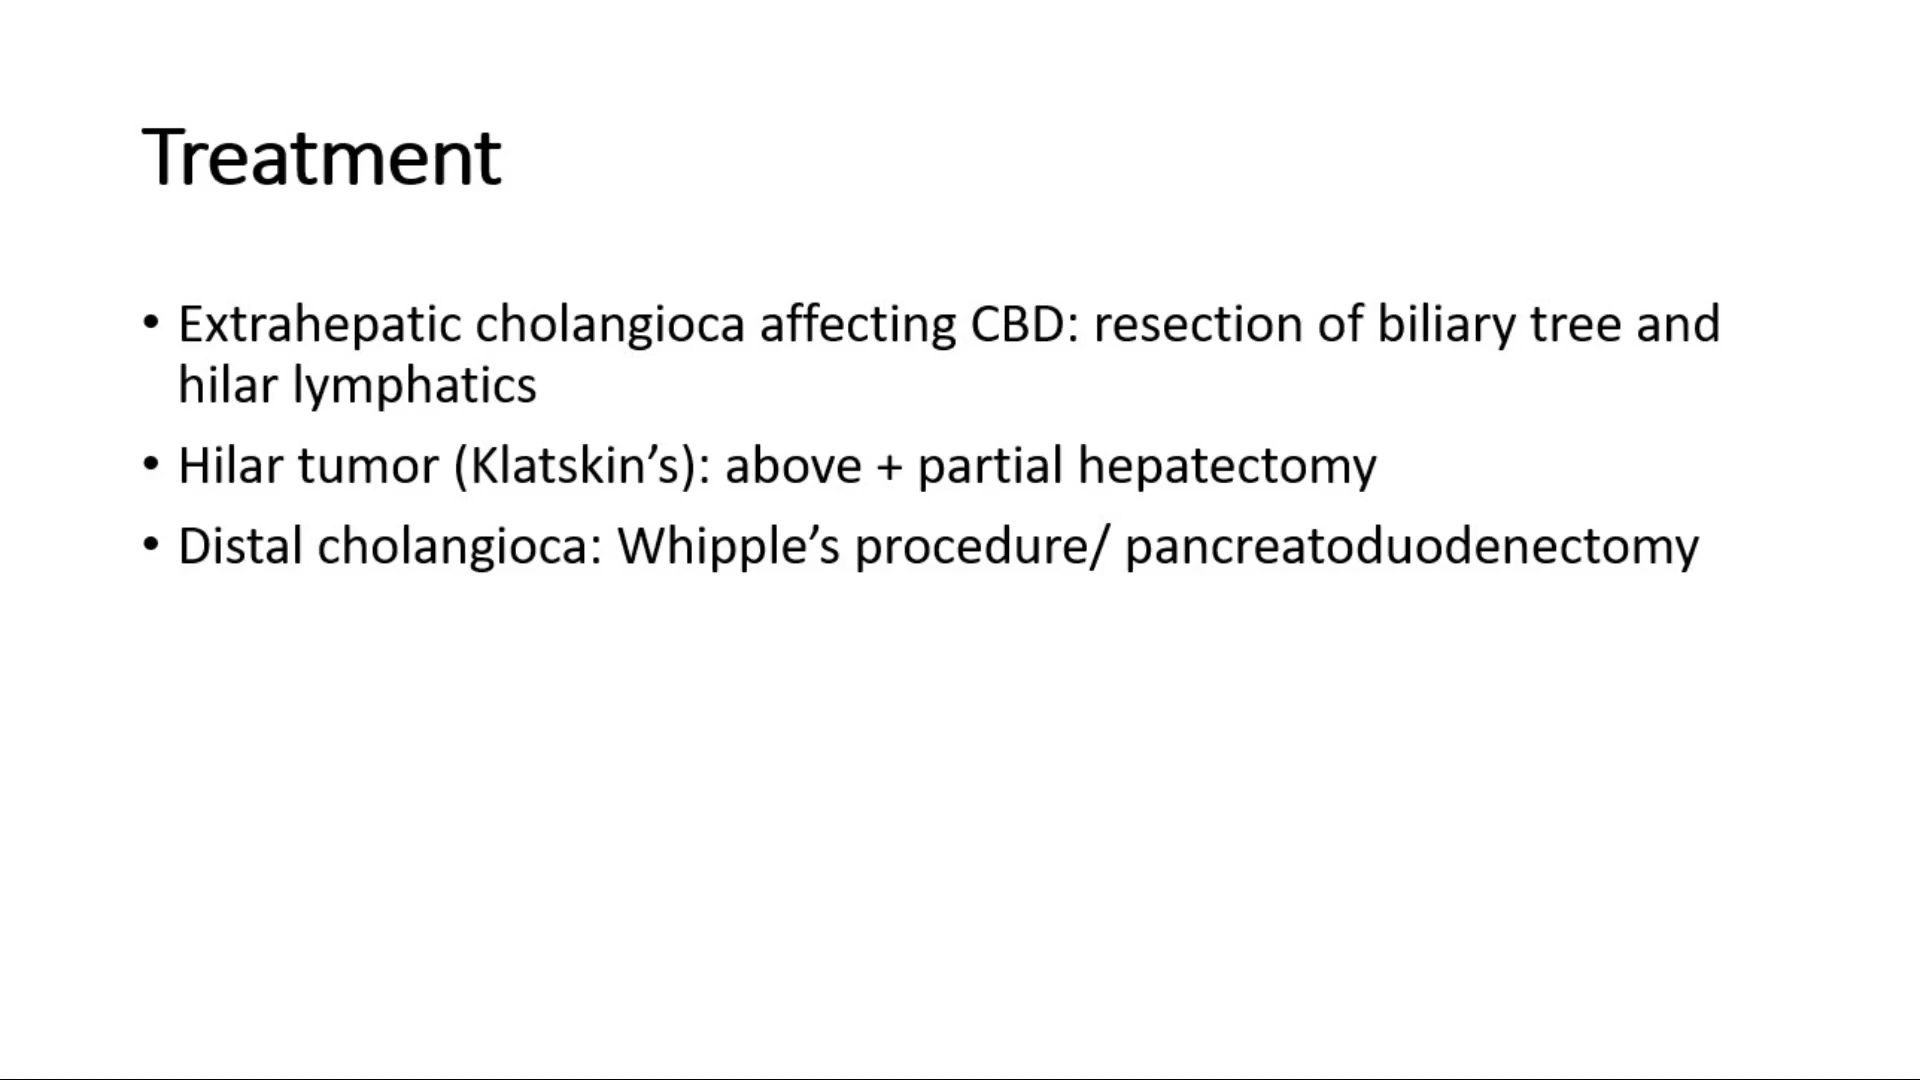 Treatment
• Extrahepatic cholangioca affecting CBD: resection of biliary tree and
hilar lymphatics
• Hilar tumor (Klatskin’s): above + partial hepatectomy
• Distal cholangioca: Whipple’s procedure/ pancreatoduodenectomy